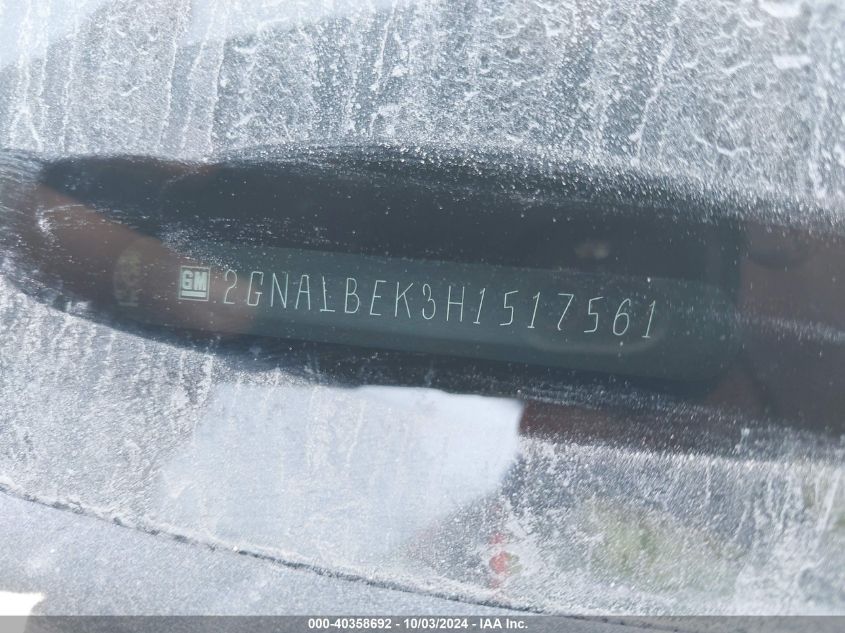 GM 2GNALBEK3H1517561
000-40358692 - 10/03/2024 - IAA Inc.